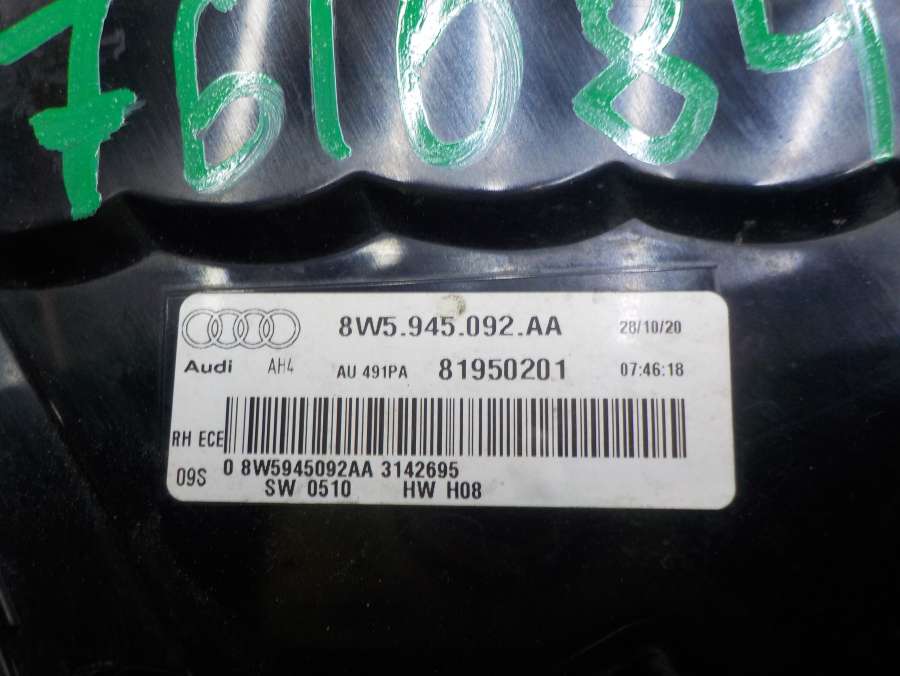 761684
8W5.945.092.AA 28/10/20
Audi AH4 AU 491PA 81950201 07:46:18
RH ECE
0 8W5945092AA 3142695
09S SW 0510 HW H08